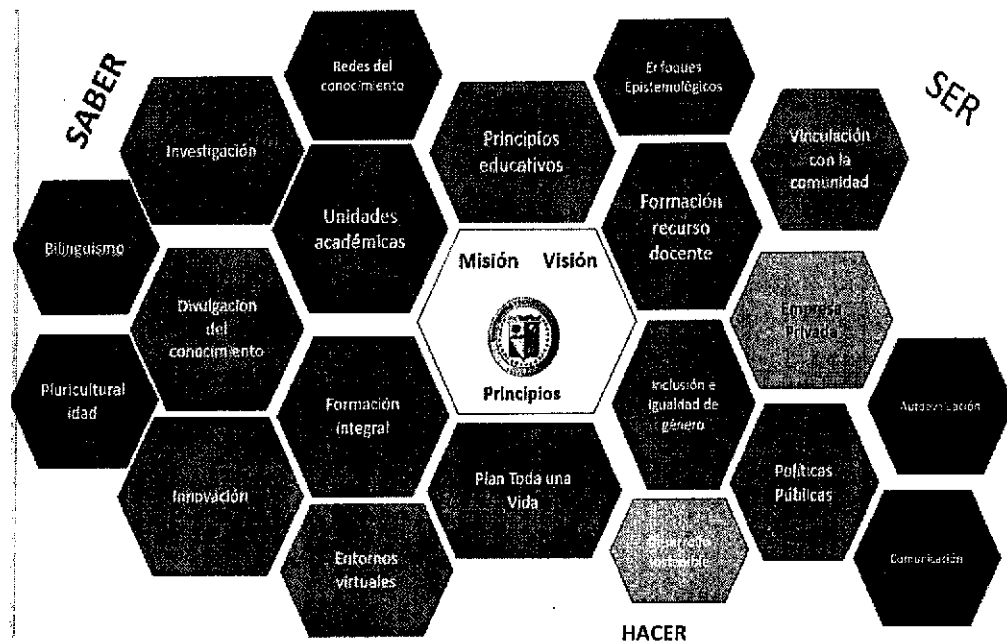 SABER
Redes del
conocimiento
Enfoques
Epistemológicos
SER
Investigación
Principios
educativos
Vinculación
con la
comunidad
Unidades
académicas
Formación
recurso
docente
Bilingüismo
Misión Visión
Divulgación
del
conocimiento
Empresa
Privada
Principios
Pluricultural
idad
Formación
integral
Inclusión e
igualdad de
género
Autoevaluación
Innovación
Plan Toda una
Vida
Políticas
Públicas
Entornos
virtuales
Desarrollo
sostenible
Comunicación
HACER